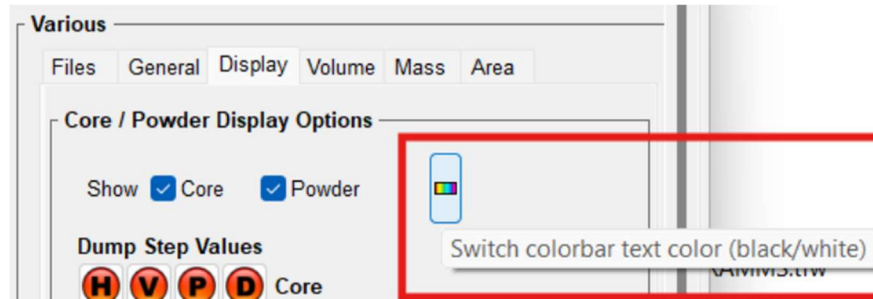 Various
Files General Display Volume Mass Area
Core / Powder Display Options
Show Core Powder
Switch colorbar text color (black/white)
Dump Step Values
H V P D Core